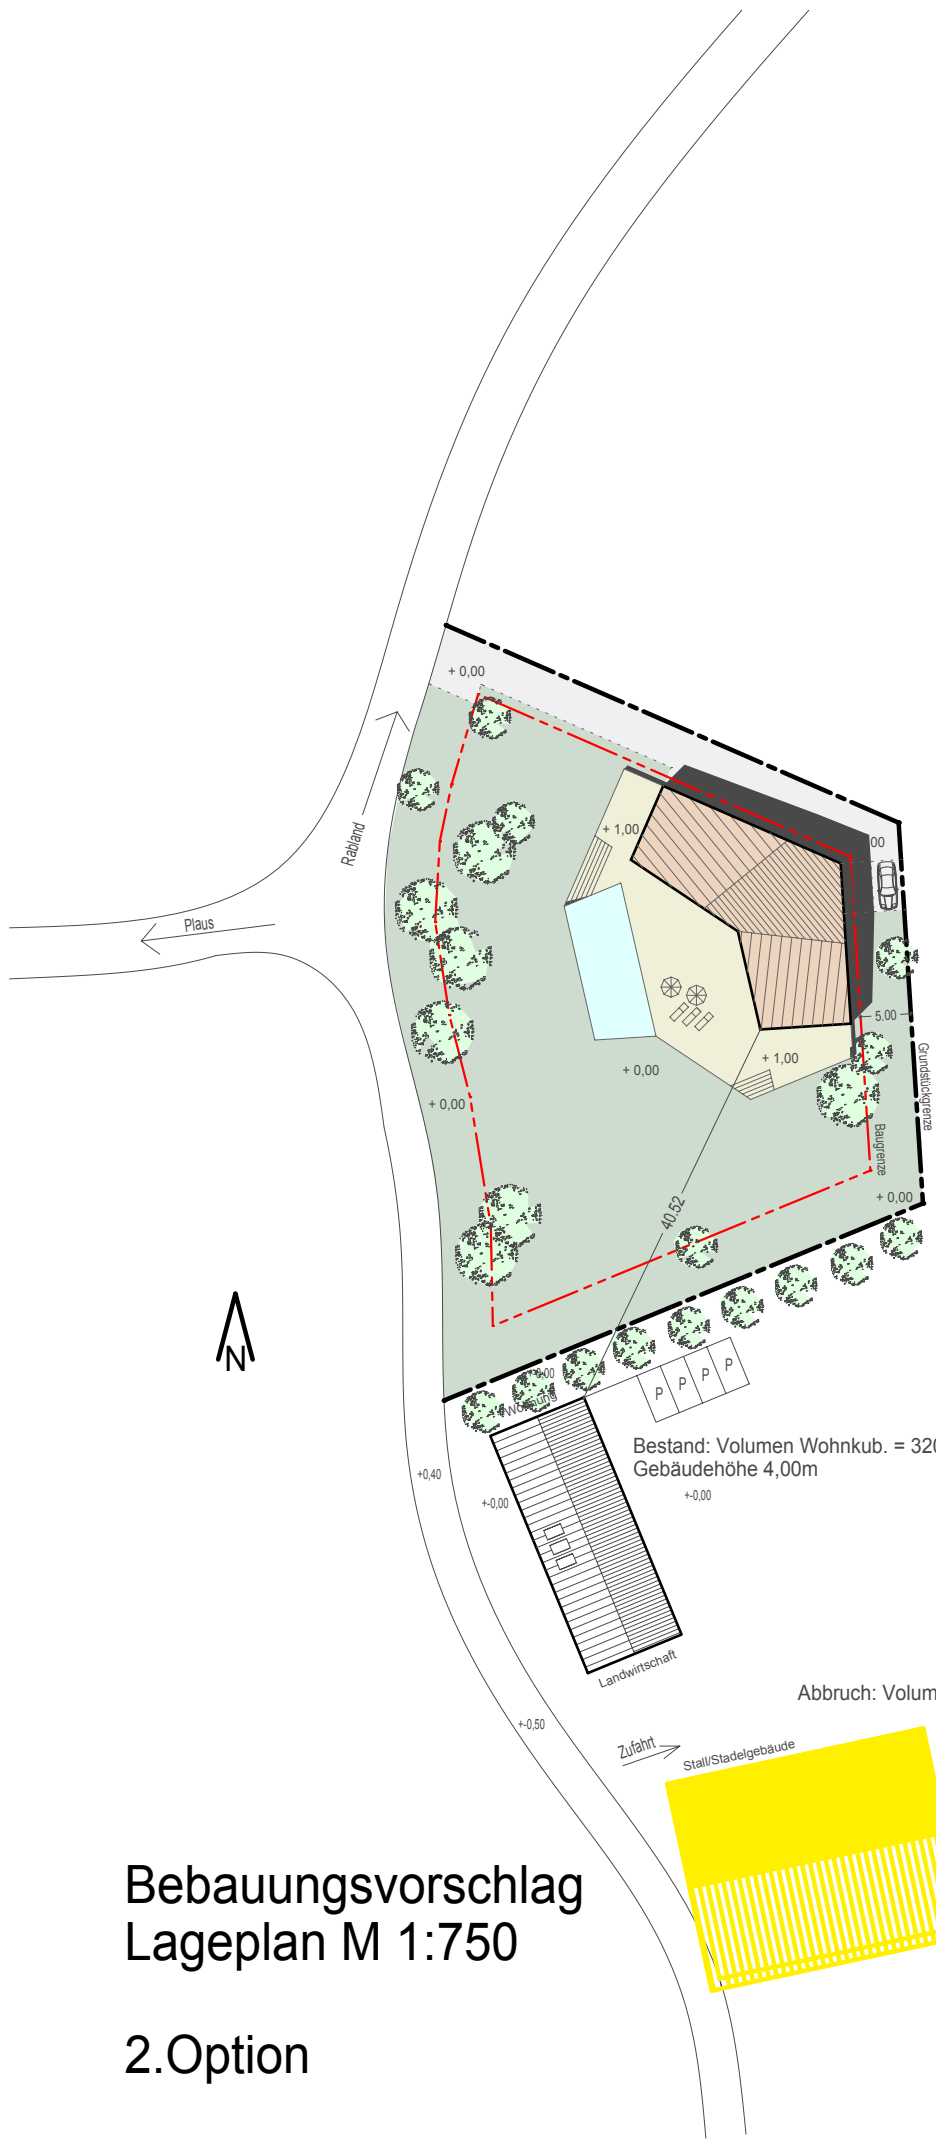 + 0,00
+ 1,00
00
Rabland
Plaus
5,00
Grundstückgrenze
+ 1,00
+ 0,00
+ 0,00
Baugrenze
+ 0,00
40.52
N
P P P P
Bestand: Volumen Wohnkub. = 320
Gebäudehöhe 4,00m
+0,40
+-0,00
+-0,00
Landwirtschaft
Abbruch: Volum
+-0,50
Zufahrt
Stall/Stadelgebäude
Bebauungsvorschlag
Lageplan M 1:750
2.Option